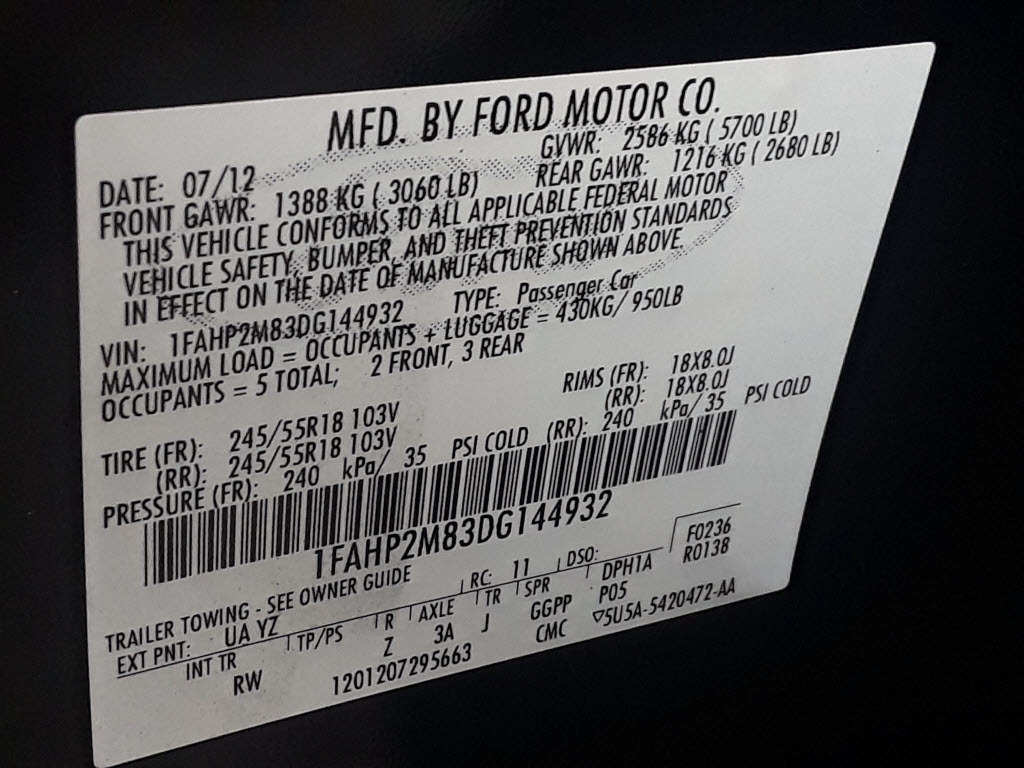 MFD. BY FORD MOTOR CO.
DATE: 07/12 GVWR: 2586 KG ( 5700 LB)
FRONT GAWR: 1388 KG ( 3060 LB) REAR GAWR: 1216 KG ( 2680 LB)
THIS VEHICLE CONFORMS TO ALL APPLICABLE FEDERAL MOTOR
VEHICLE SAFETY, BUMPER, AND THEFT PREVENTION STANDARDS
IN EFFECT ON THE DATE OF MANUFACTURE SHOWN ABOVE.
VIN: 1FAHP2M83DG144932 TYPE: Passenger Car
MAXIMUM LOAD = OCCUPANTS + LUGGAGE = 430KG/ 950LB
OCCUPANTS = 5 TOTAL; 2 FRONT, 3 REAR
TIRE (FR): 245/55R18 103V RIMS (FR): 18X8.0J
(RR): 245/55R18 103V (RR): 18X8.0J
PRESSURE (FR): 240 kPa/ 35 PSI COLD (RR): 240 kPa/ 35 PSI COLD
1FAHP2M83DG144932
TRAILER TOWING - SEE OWNER GUIDE F0236
EXT PNT: UA YZ RC: 11 DSO: R0138
INT TR TP/PS R AXLE TR SPR DPH1A
RW Z 3A J GGPP P05
1201207295663 CMC ▽5U5A-5420472-AA